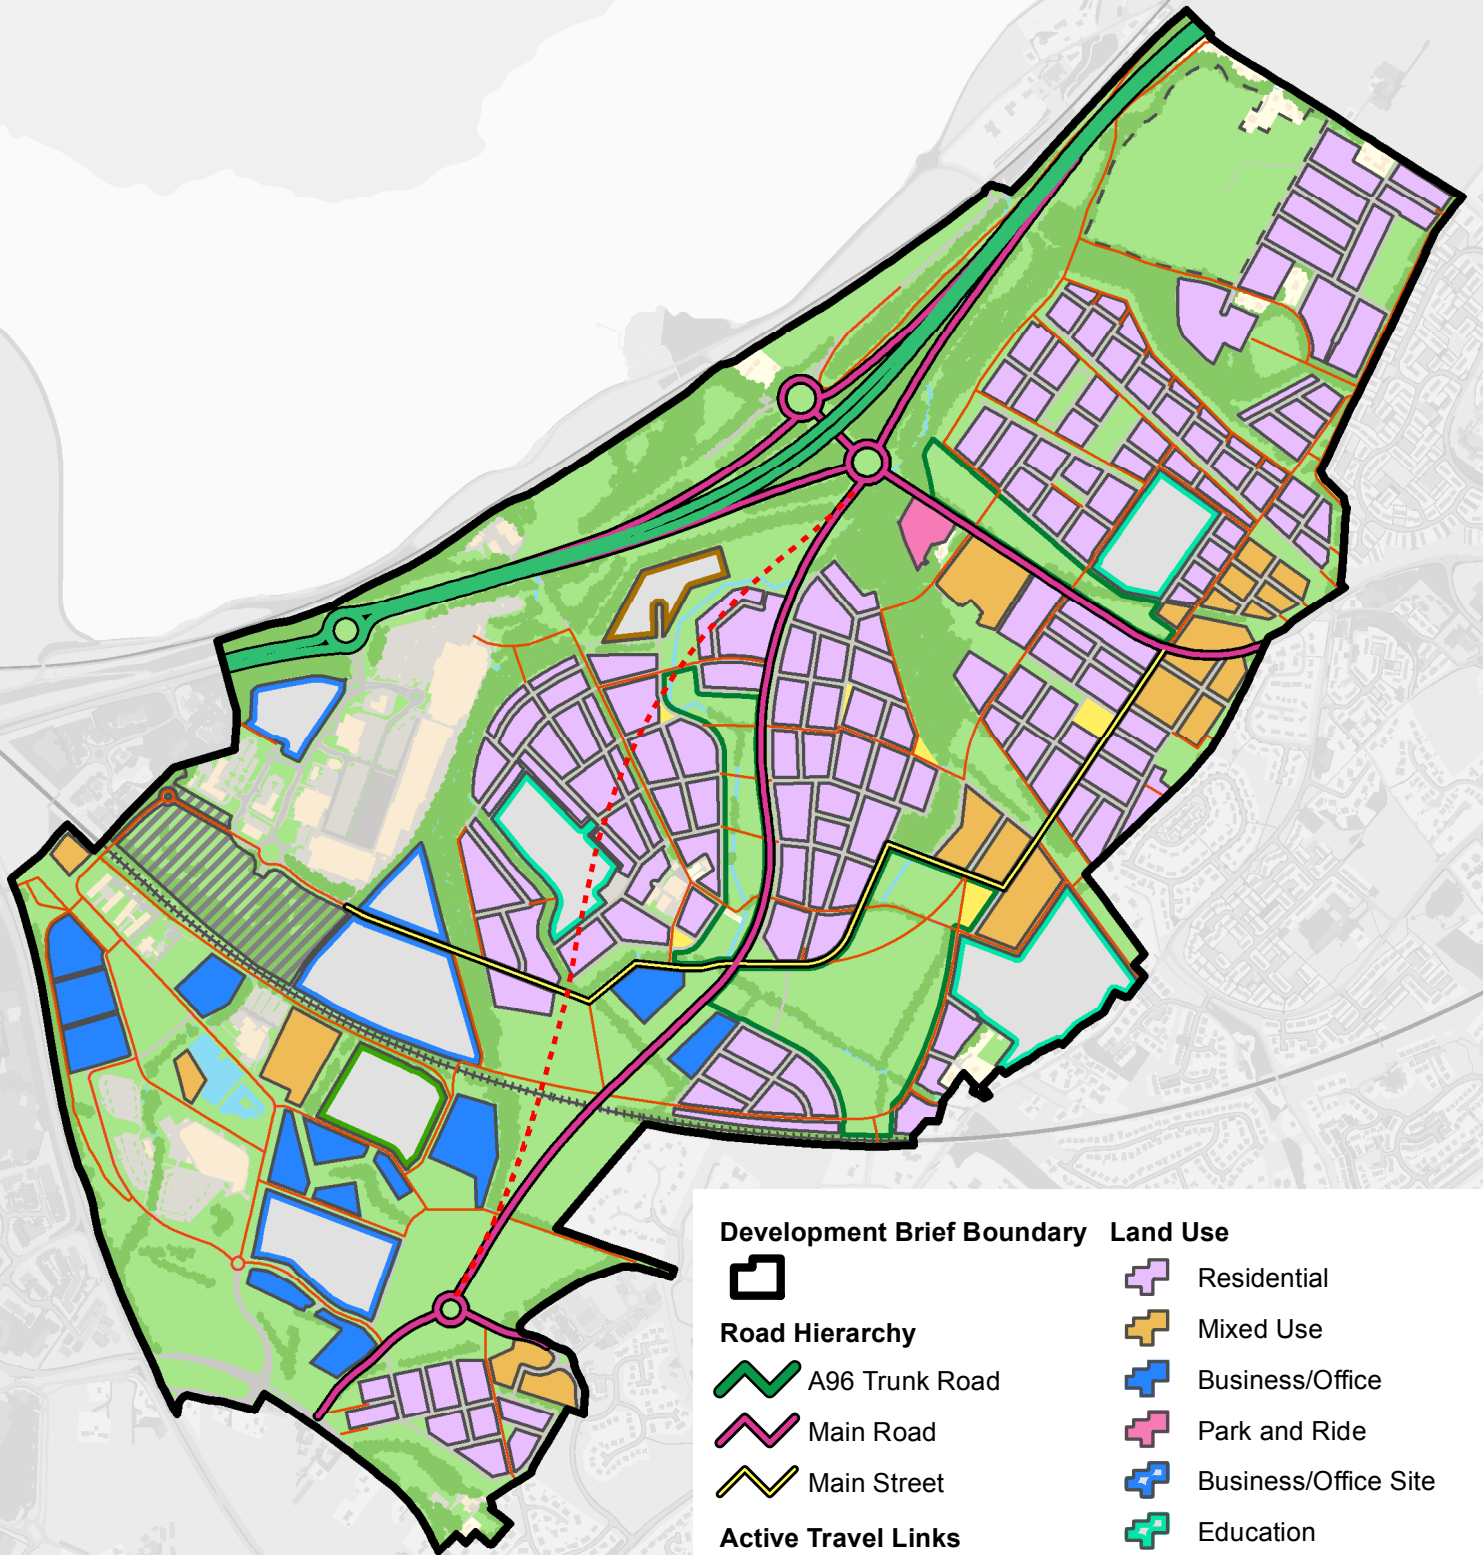 Development Brief Boundary
Road Hierarchy
A96 Trunk Road
Main Road
Main Street
Active Travel Links
Land Use
Residential
Mixed Use
Business/Office
Park and Ride
Business/Office Site
Education